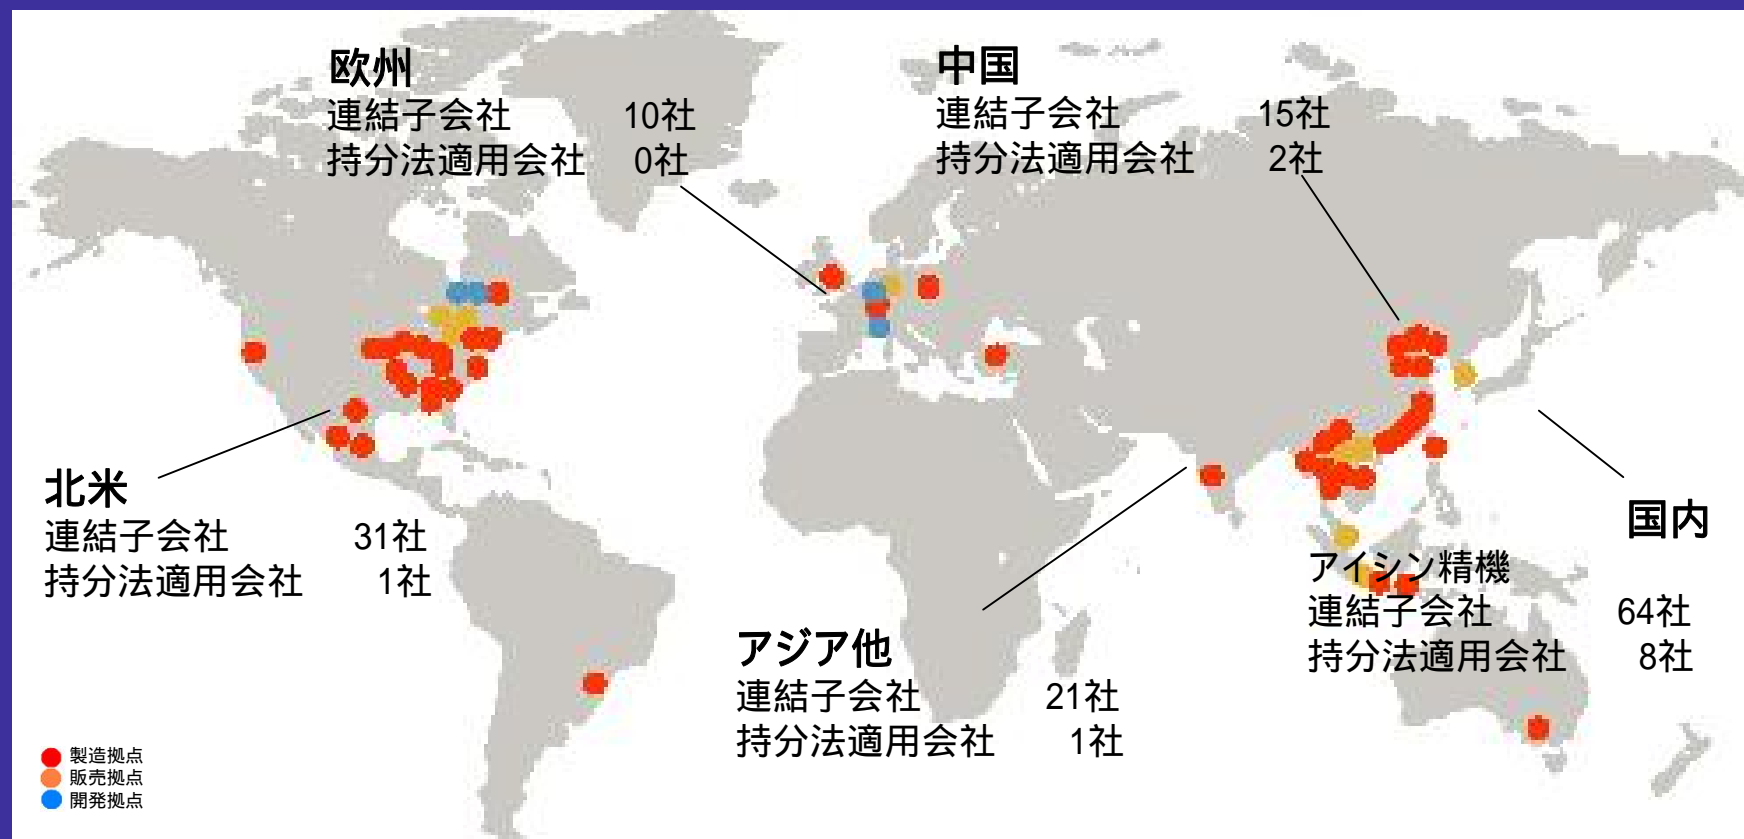 欧州
連結子会社 10社
持分法適用会社 0社
中国
連結子会社 15社
持分法適用会社 2社
北米
連結子会社 31社
持分法適用会社 1社
国内
アイシン精機
連結子会社 64社
持分法適用会社 8社
アジア他
連結子会社 21社
持分法適用会社 1社
製造拠点
販売拠点
開発拠点